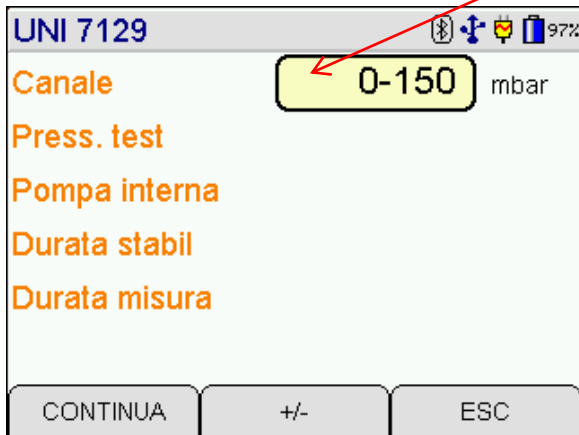 UNI 7129 97%
Canale 0-150 mbar
Press. test
Pompa interna
Durata stabil
Durata misura
CONTINUA +/- ESC